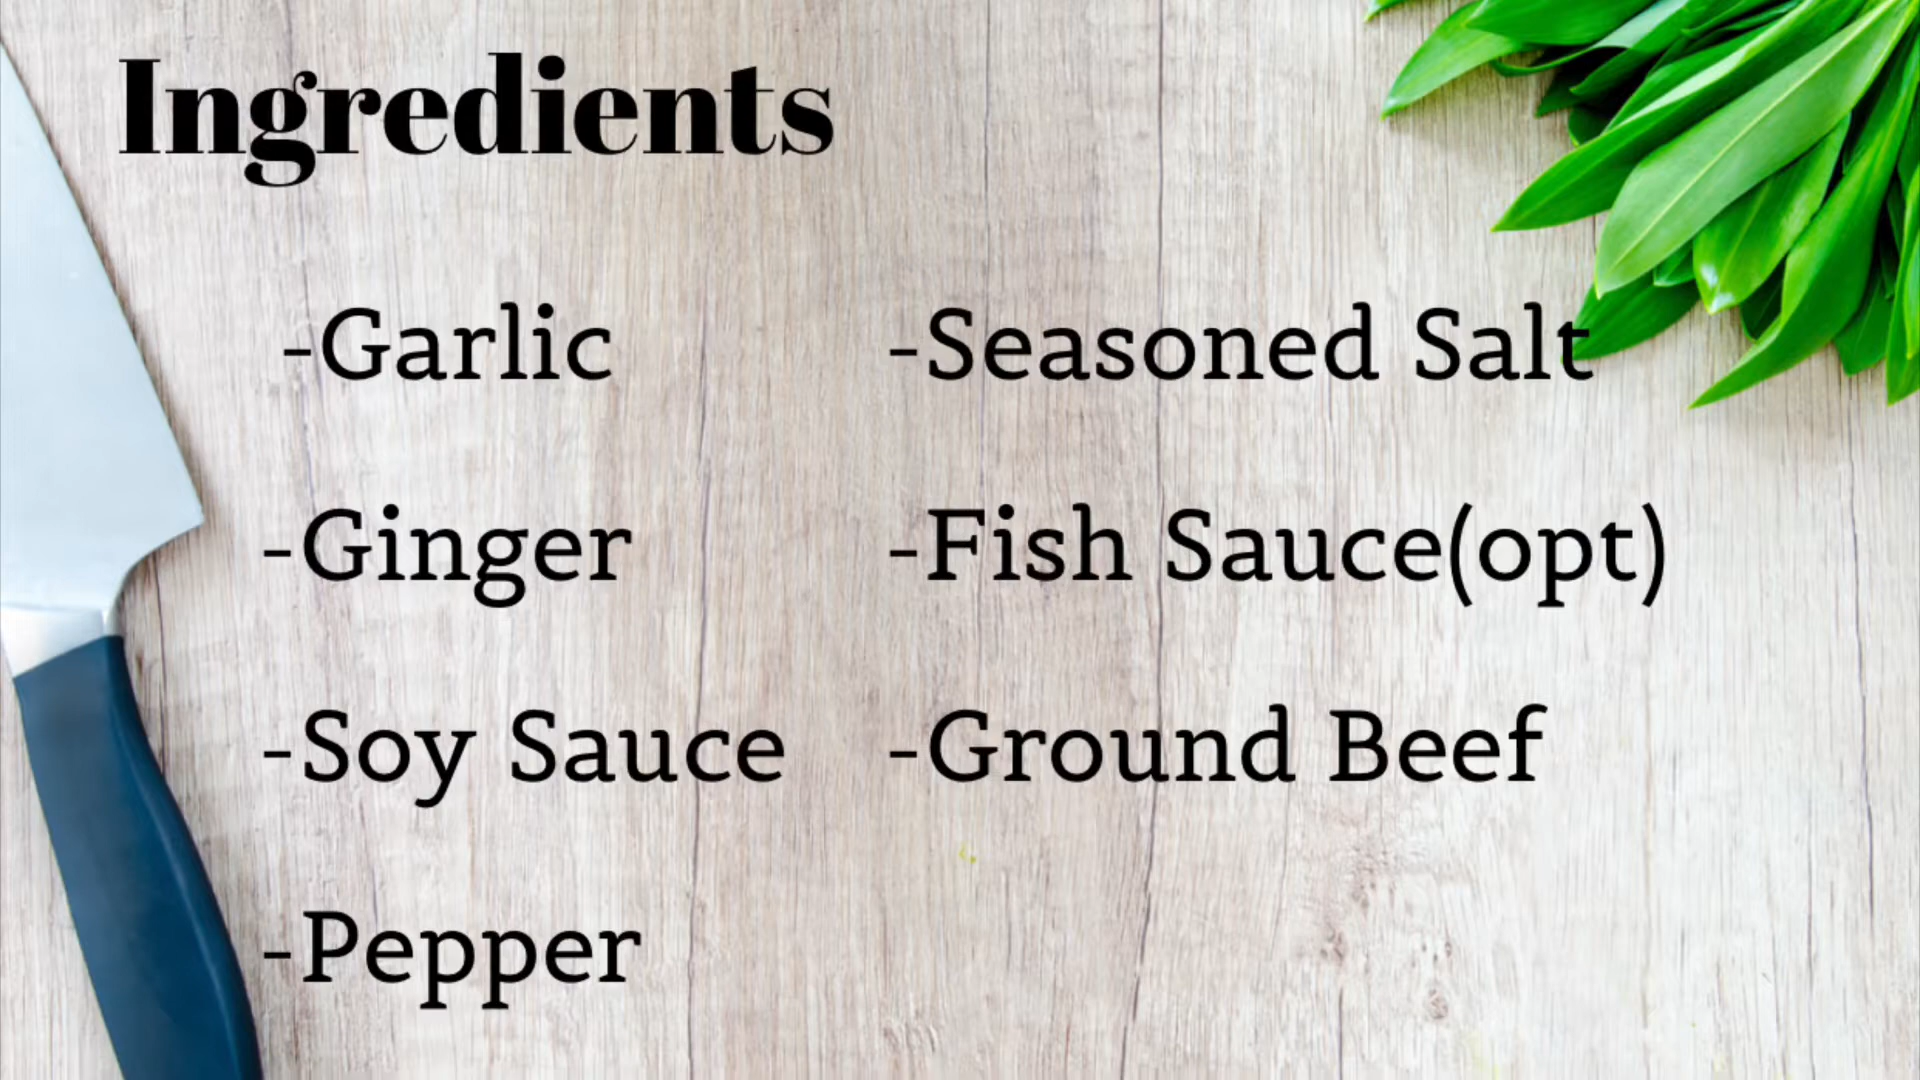 Ingredients
-Garlic
-Ginger
-Soy Sauce
-Pepper
-Seasoned Salt
-Fish Sauce(opt)
-Ground Beef